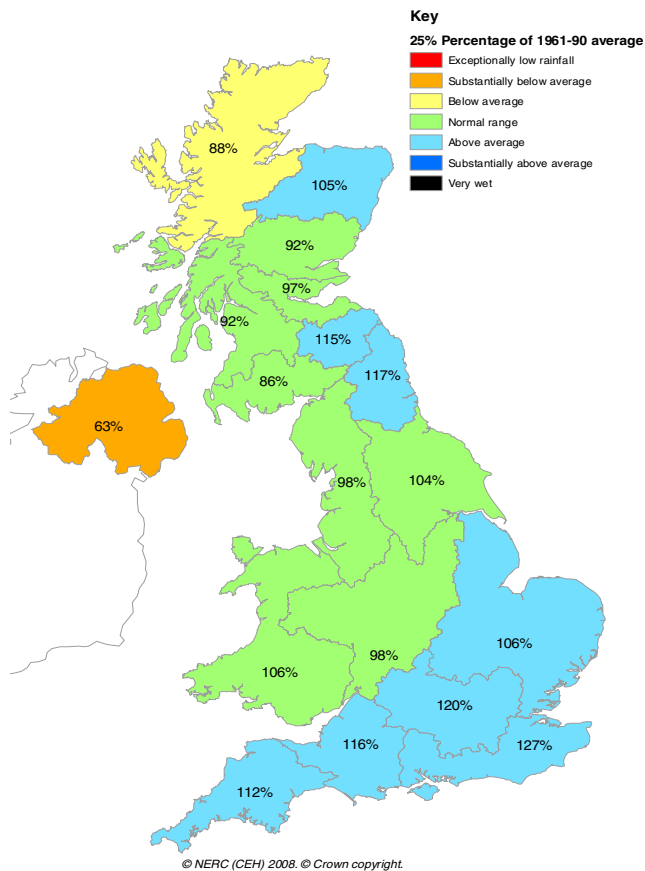 Key
25% Percentage of 1961-90 average
Exceptionally low rainfall
Substantially below average
Below average
Normal range
Above average
Substantially above average
Very wet
88%
105%
92%
97%
92%
115%
117%
86%
63%
98%
104%
106%
98%
106%
120%
116%
127%
112%
© NERC (CEH) 2008. © Crown copyright.